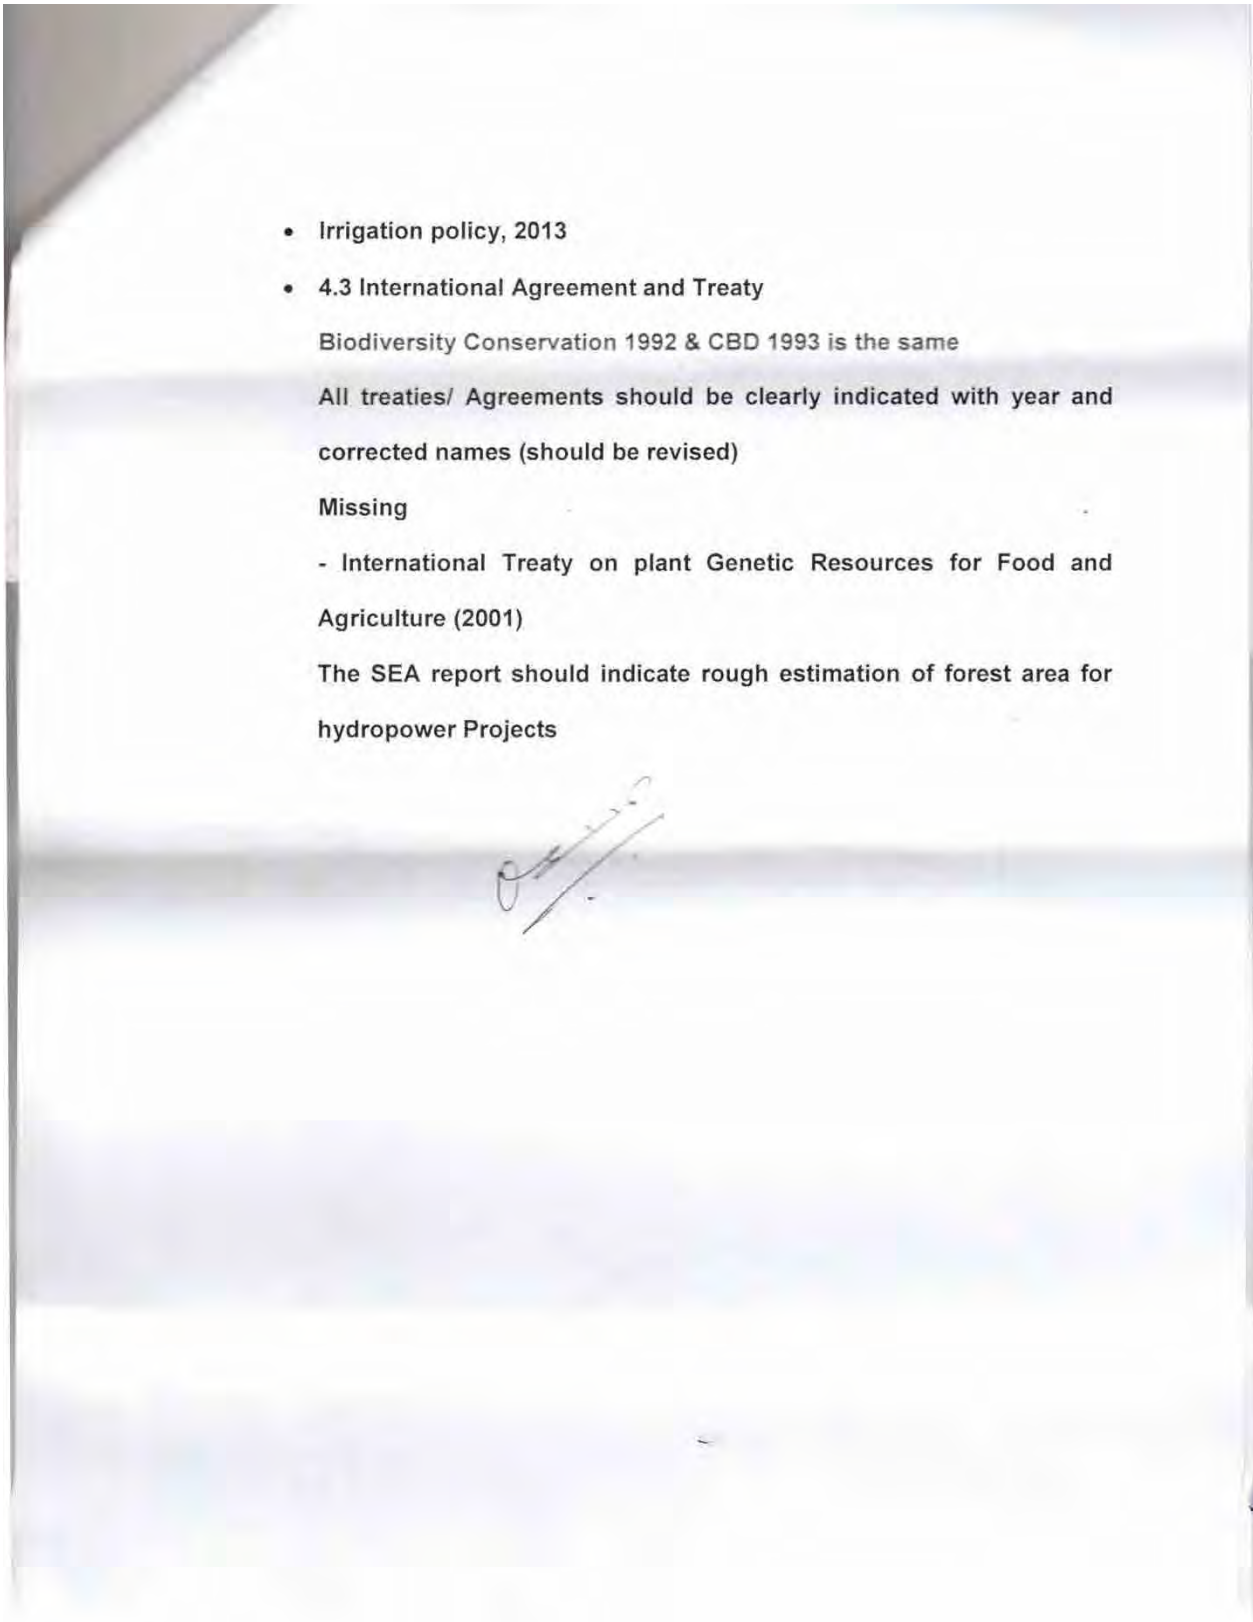 • Irrigation policy, 2013
• 4.3 International Agreement and Treaty
Biodiversity Conservation 1992 & CBD 1993 is the same
All treaties/ Agreements should be clearly indicated with year and
corrected names (should be revised)
Missing
- International Treaty on plant Genetic Resources for Food and
Agriculture (2001)
The SEA report should indicate rough estimation of forest area for
hydropower Projects